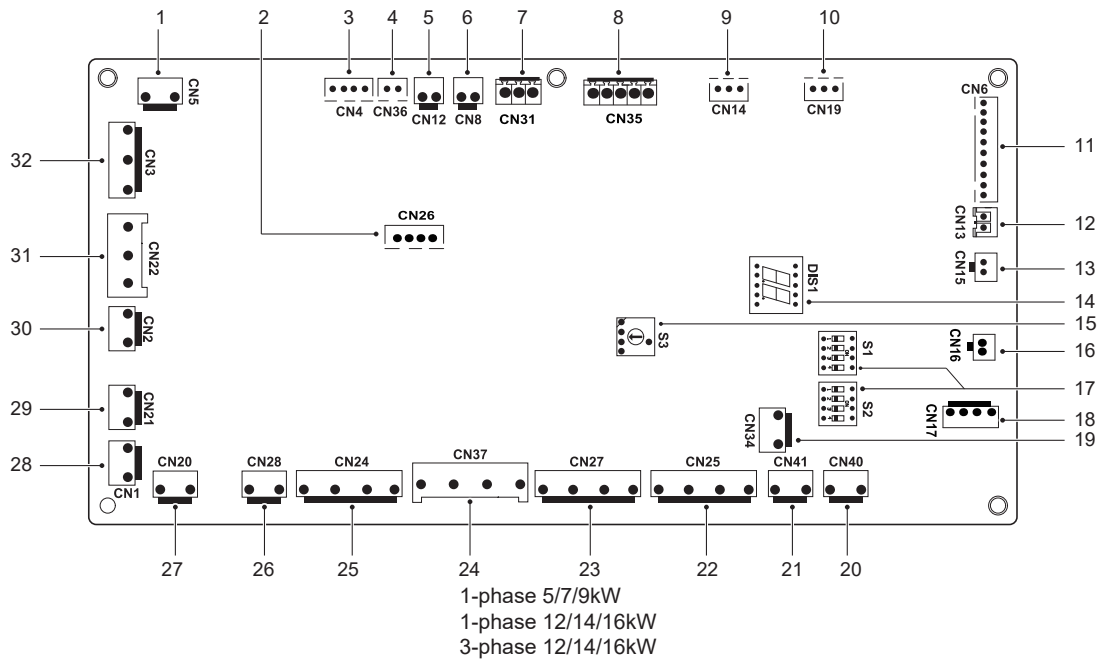 1
2
3
4
5
6
7
8
9
10
CN5
CN4
CN36
CN12
CN8
CN31
CN35
CN14
CN19
CN6
11
32
CN3
CN26
CN13
12
31
CN22
CN15
13
DIS1
14
30
CN2
S3
15
S1
CN16
16
S2
17
29
CN21
CN17
18
CN34
19
28
CN1
CN20
CN28
CN24
CN37
CN27
CN25
CN41
CN40
27
26
25
24
23
22
21
20
1-phase 5/7/9kW
1-phase 12/14/16kW
3-phase 12/14/16kW